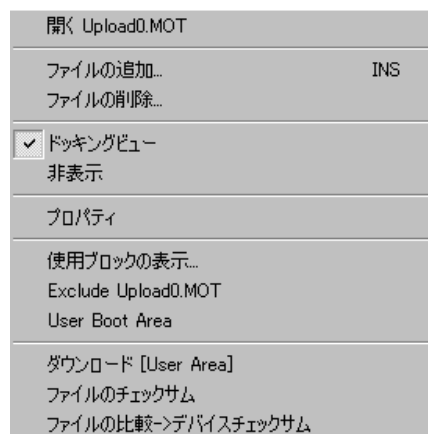 開く Upload0.MOT
ファイルの追加... INS
ファイルの削除...
ドッキングビュー
非表示
プロパティ
使用ブロックの表示...
Exclude Upload0.MOT
User Boot Area
ダウンロード [User Area]
ファイルのチェックサム
ファイルの比較->デバイスチェックサム